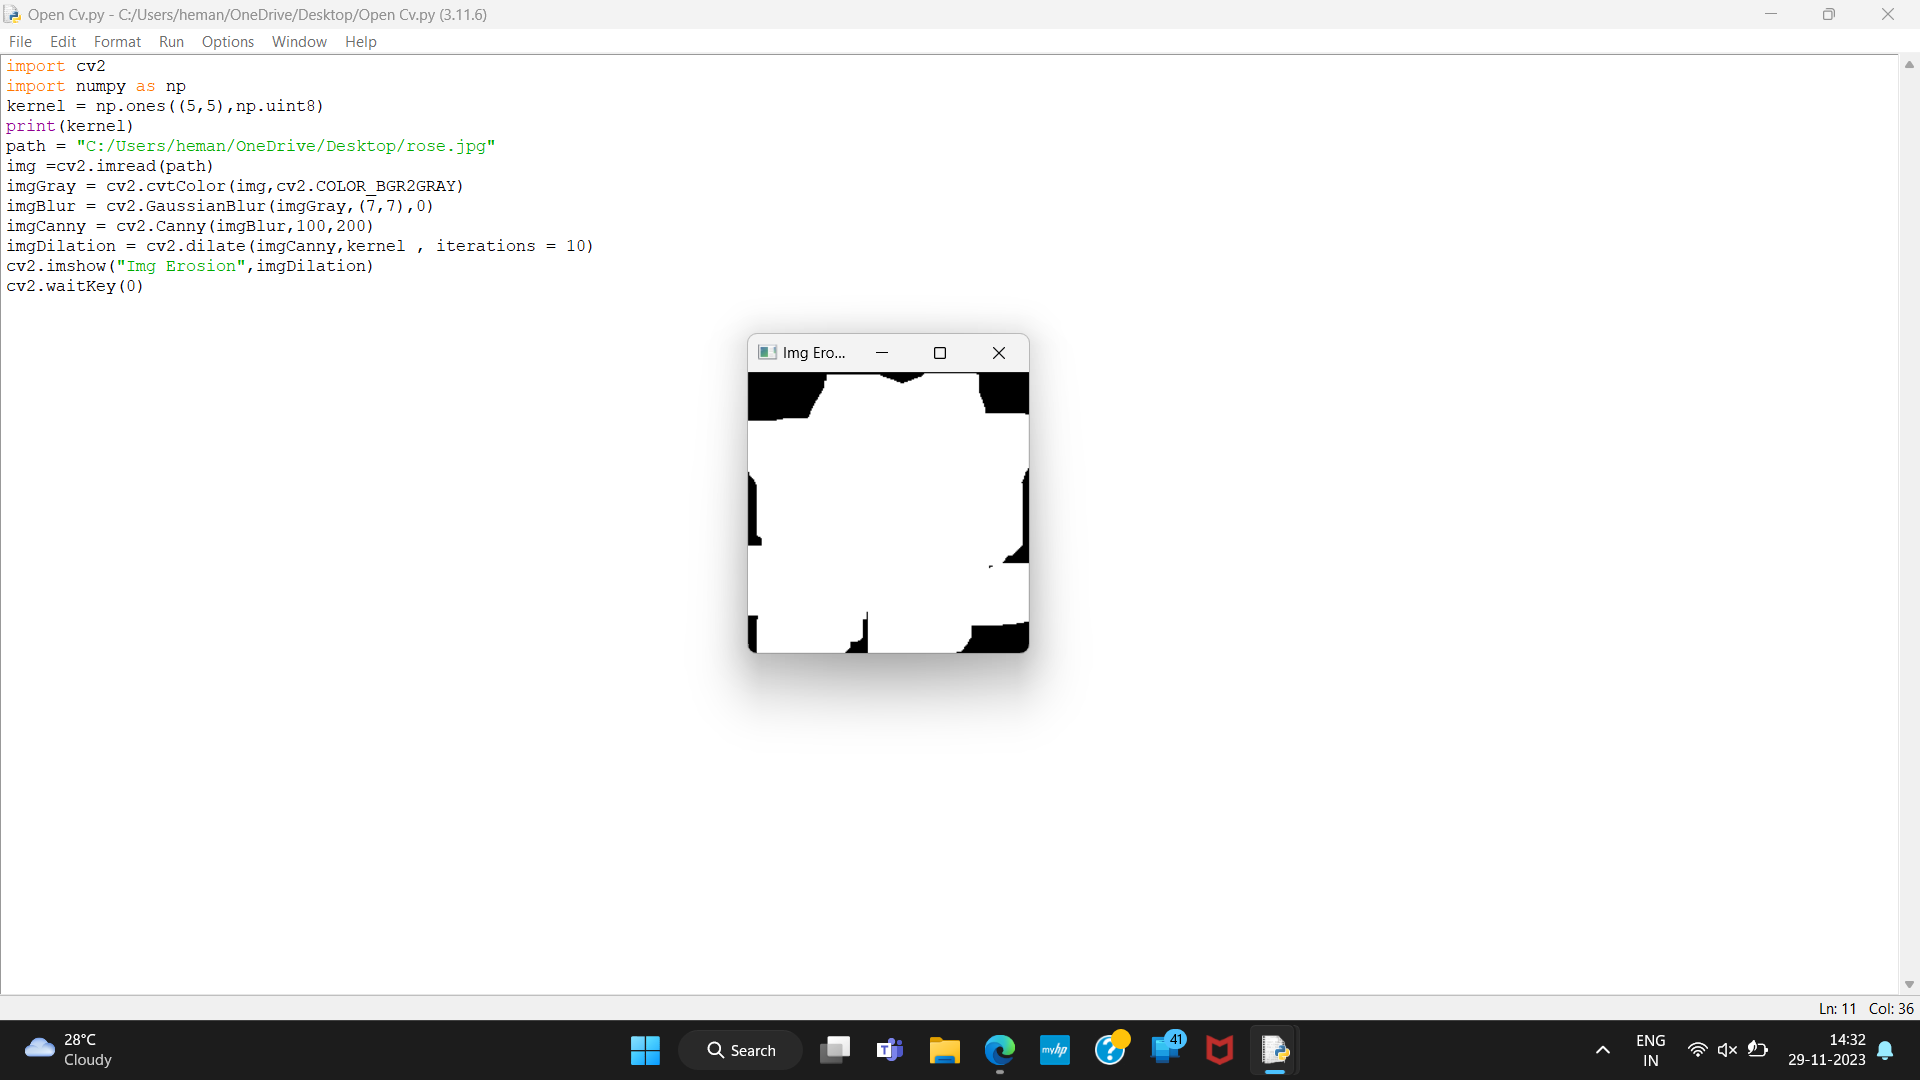 Open Cv.py - C:/Users/heman/OneDrive/Desktop/Open Cv.py (3.11.6)
File Edit Format Run Options Window Help
import cv2
import numpy as np
kernel = np.ones((5,5),np.uint8)
print(kernel)
path = "C:/Users/heman/OneDrive/Desktop/rose.jpg"
img =cv2.imread(path)
imgGray = cv2.cvtColor(img,cv2.COLOR_BGR2GRAY)
imgBlur = cv2.GaussianBlur(imgGray,(7,7),0)
imgCanny = cv2.Canny(imgBlur,100,200)
imgDilation = cv2.dilate(imgCanny,kernel , iterations = 10)
cv2.imshow("Img Erosion",imgDilation)
cv2.waitKey(0)
Img Ero...
Ln: 11 Col: 36
28°C
Cloudy
Search
T
myhp
?
41
ENG
IN
14:32
29-11-2023